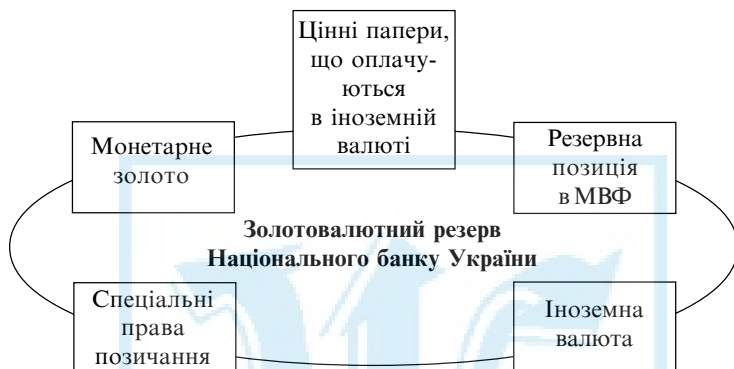 Цінні папери,
що оплачу-
ються
в іноземній
валюті
Монетарне
золото
Резервна
позиція
в МВФ
Золотовалютний резерв
Національного банку України
Спеціальні
права
позичання
Іноземна
валюта